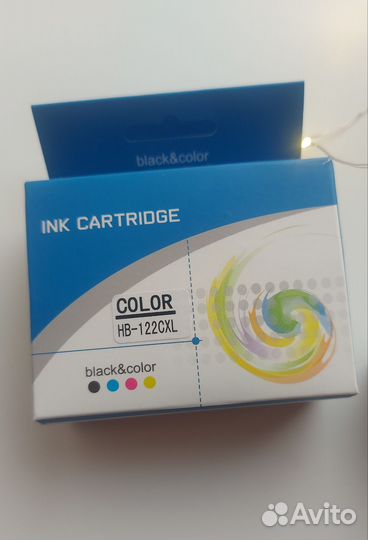 black&color
INK CARTRIDGE
COLOR
HB-122CXL
black&color
Avito